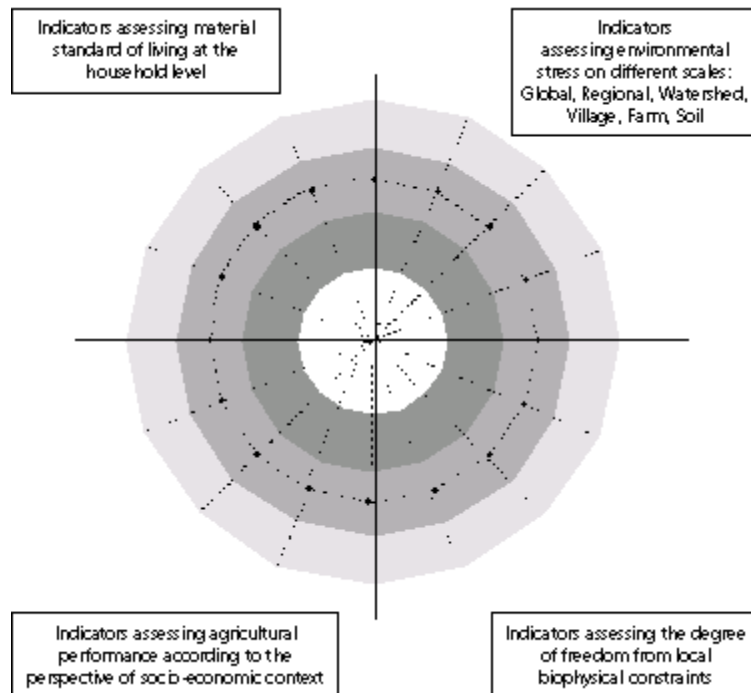 Indicators assessing material
standard of living at the
household level
Indicators
assessing environmental
stress on different scales:
Global, Regional, Watershed,
Village, Farm, Soil
Indicators assessing agricultural
performance according to the
perspective of socio-economic context
Indicators assessing the degree
of freedom from local
biophysical constraints